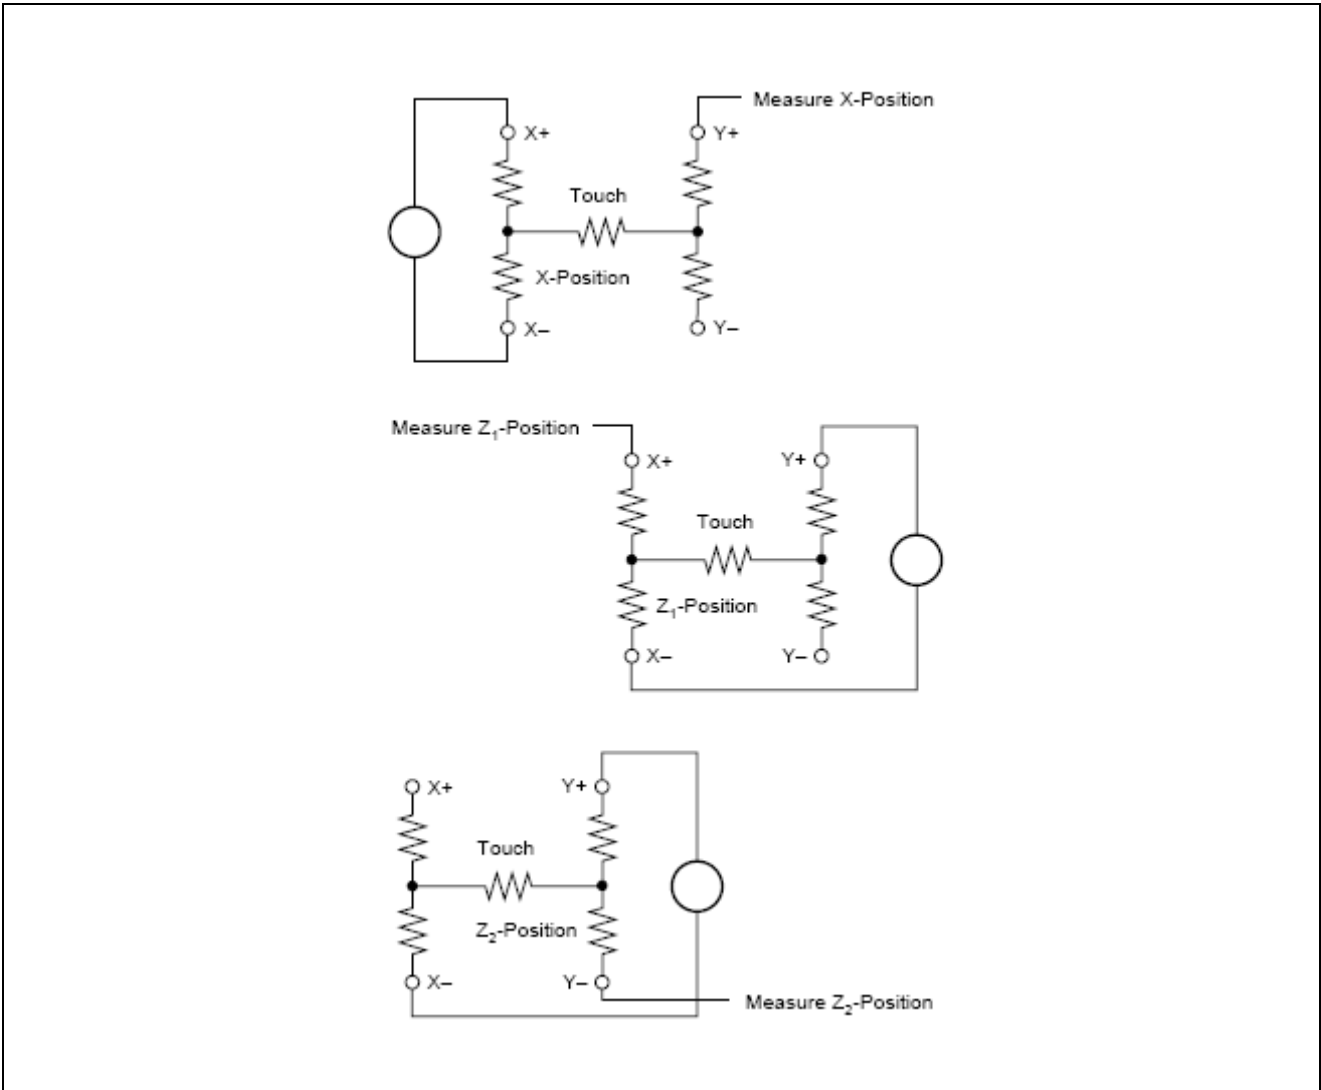 Measure X-Position
X+
Y+
Touch
X-Position
X–
Y–
Measure Z1-Position
X+
Y+
Touch
Z1-Position
X–
Y–
X+
Y+
Touch
Z2-Position
X–
Y–
Measure Z2-Position